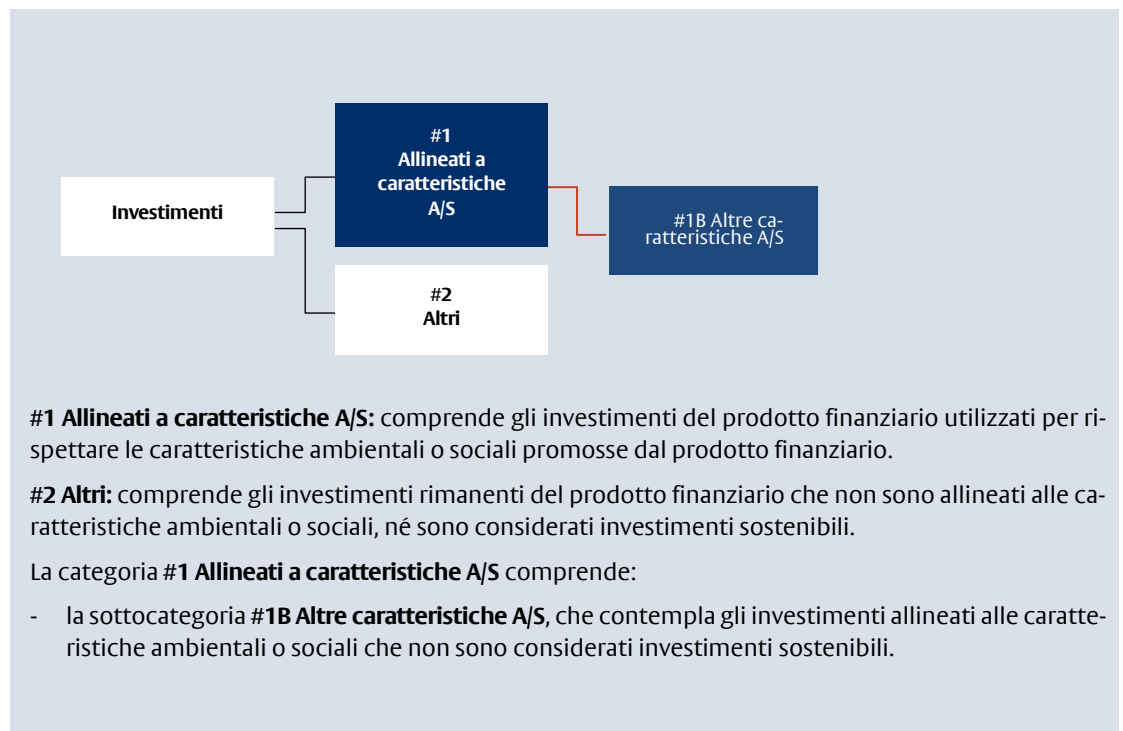 #1
Allineati a
caratteristiche
A/S
Investimenti
#1B Altre ca-
ratteristiche A/S
#2
Altri
#1 Allineati a caratteristiche A/S: comprende gli investimenti del prodotto finanziario utilizzati per ri-
spettare le caratteristiche ambientali o sociali promosse dal prodotto finanziario.
#2 Altri: comprende gli investimenti rimanenti del prodotto finanziario che non sono allineati alle ca-
ratteristiche ambientali o sociali, né sono considerati investimenti sostenibili.
La categoria #1 Allineati a caratteristiche A/S comprende:
- la sottocategoria #1B Altre caratteristiche A/S, che contempla gli investimenti allineati alle caratte-
ristiche ambientali o sociali che non sono considerati investimenti sostenibili.